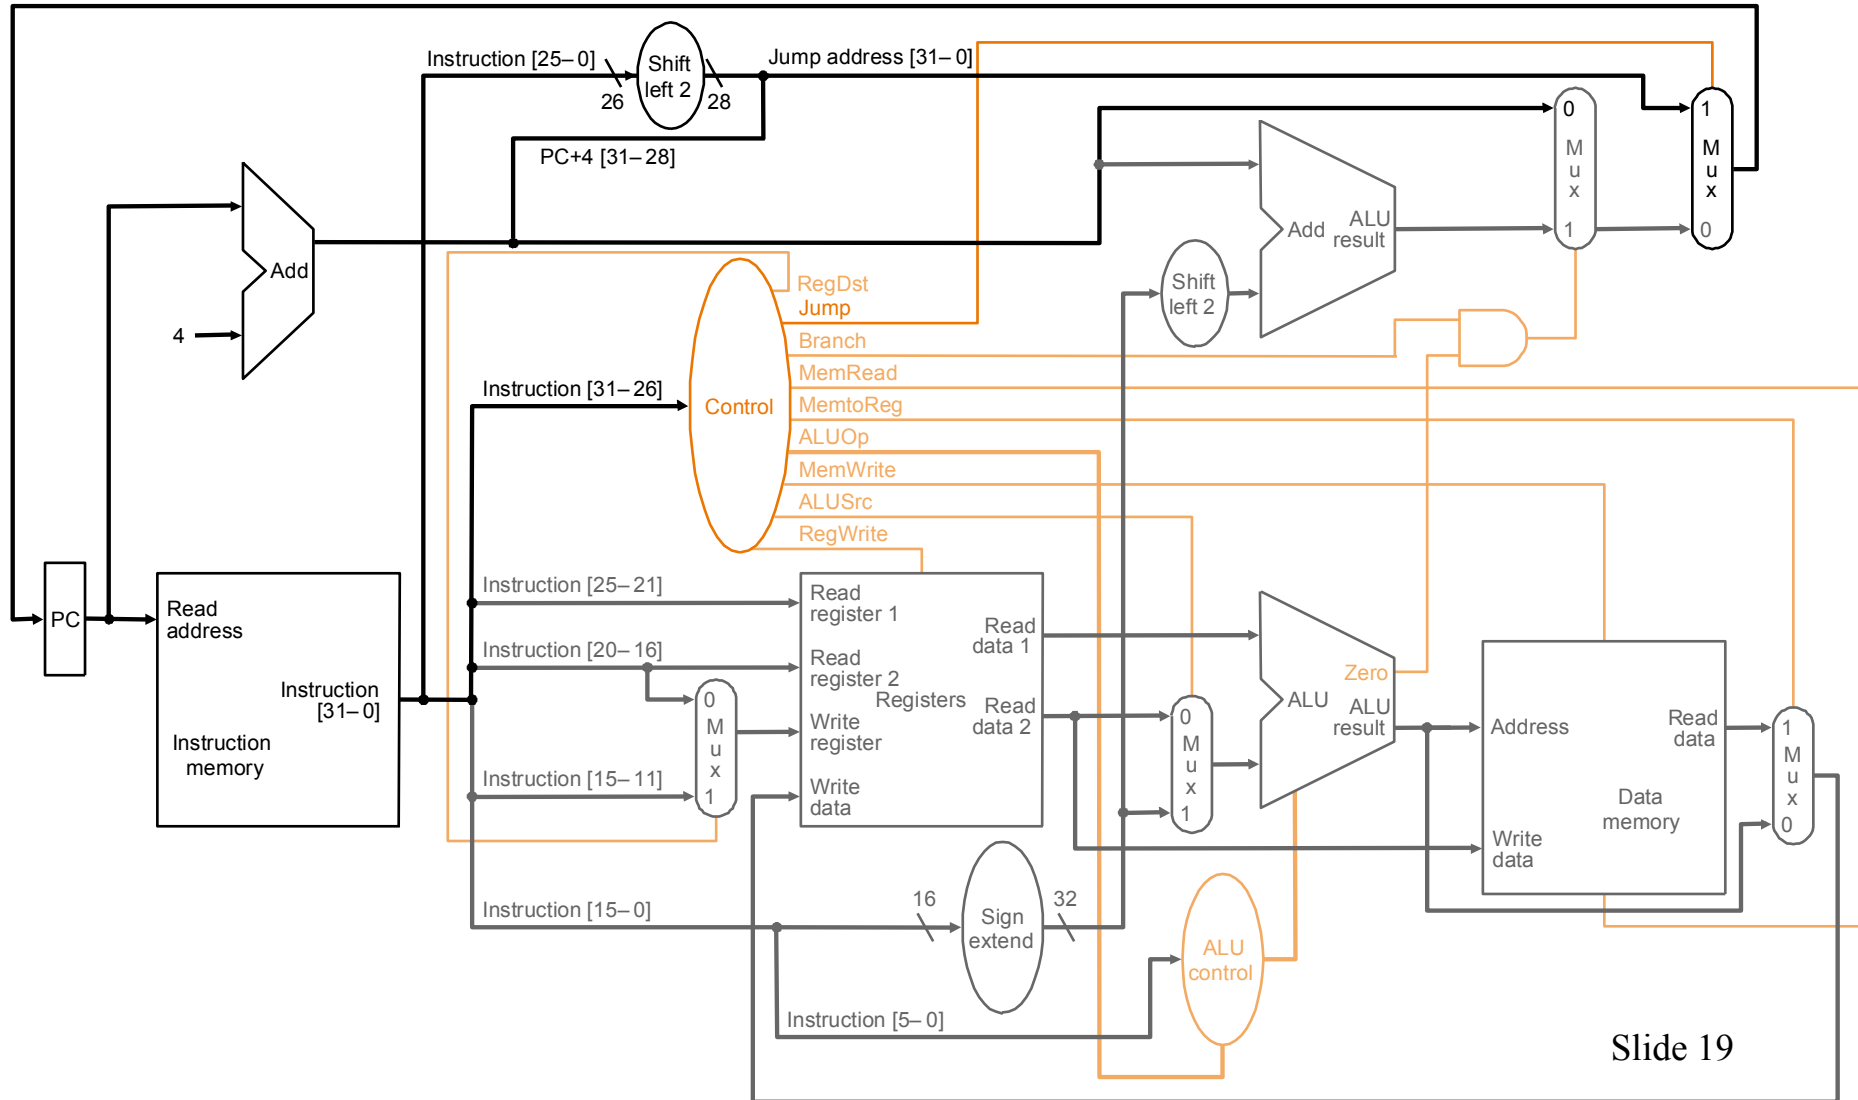 Instruction [25–0]
Shift
left 2
Jump address [31–0]
26
28
PC+4 [31–28]
0
M
u
x
1
1
M
u
x
0
Add
ALU
result
Add
4
Shift
left 2
RegDst
Jump
Branch
MemRead
MemtoReg
ALUOp
MemWrite
ALUSrc
RegWrite
Instruction [31–26]
Control
PC
Read
address
Instruction
[31–0]
Instruction
memory
Instruction [25–21]
Instruction [20–16]
Instruction [15–11]
Instruction [15–0]
0
M
u
x
1
Read
register 1
Read
register 2
Registers
Write
register
Write
data
Read
data 1
Read
data 2
0
M
u
x
1
Zero
ALU
ALU
result
Address
Read
data
Data
memory
Write
data
1
M
u
x
0
16
Sign
extend
32
ALU
control
Instruction [5–0]
Slide 19